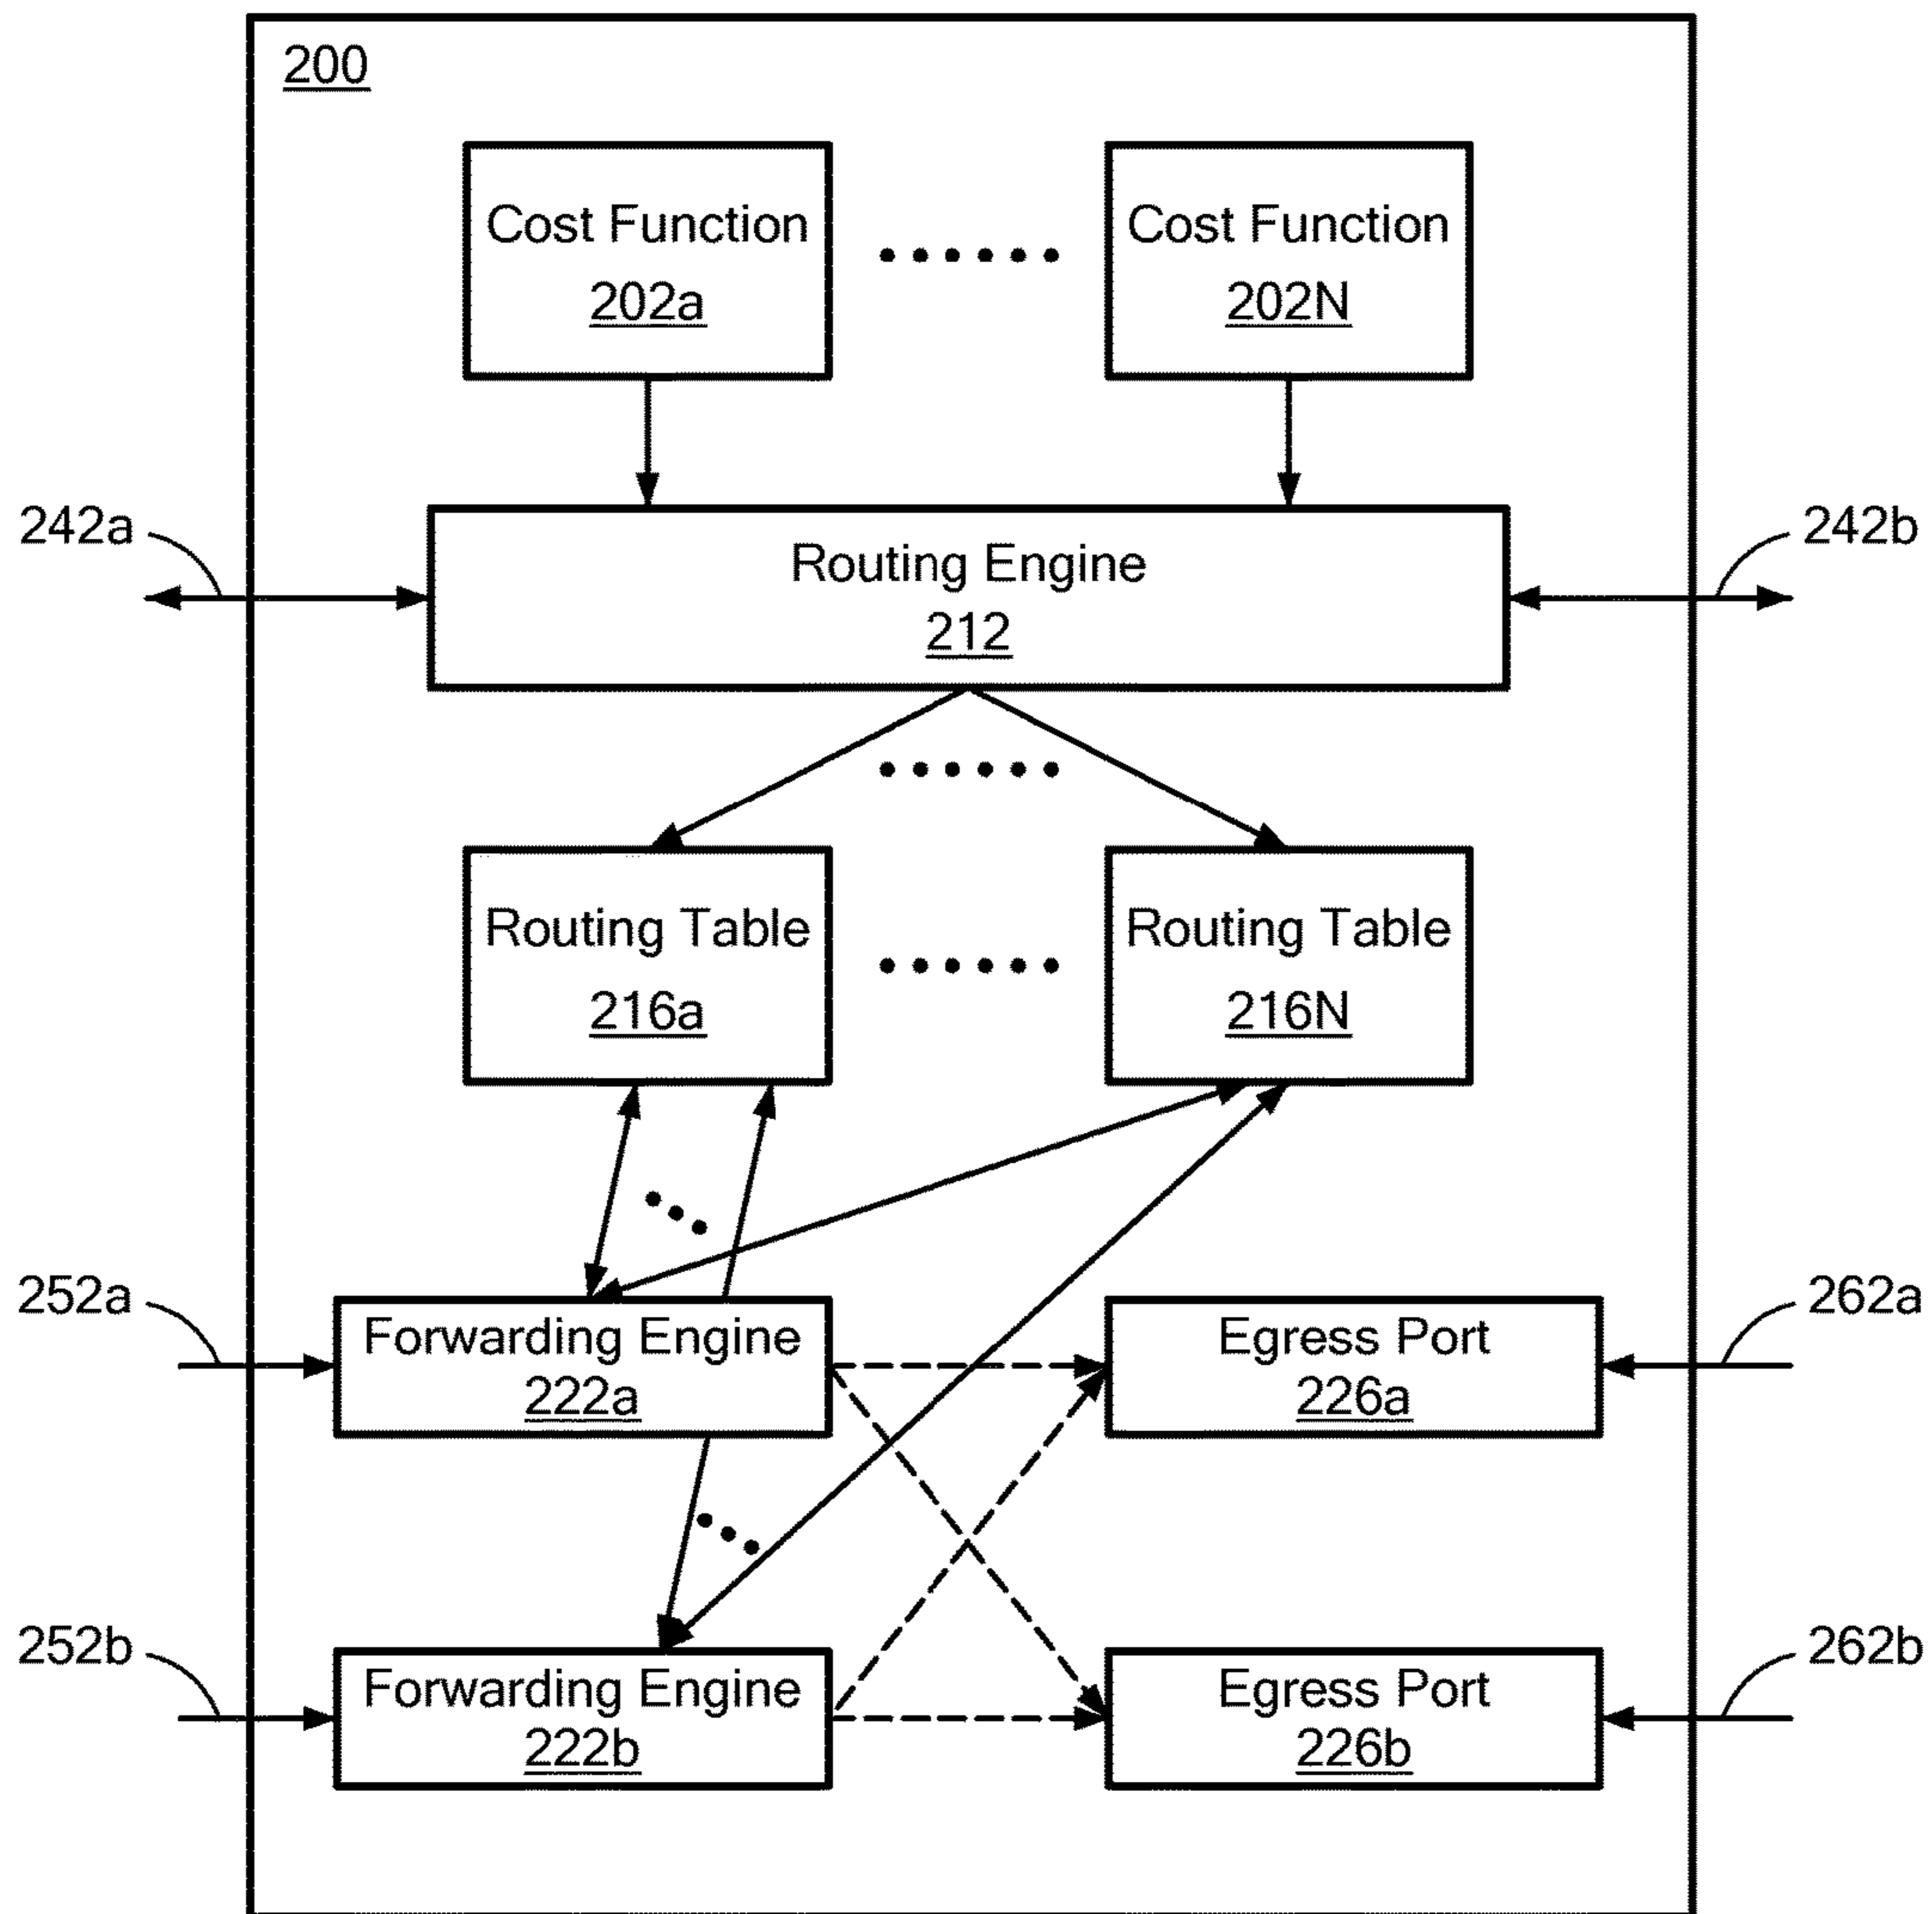 200
Cost Function
202a
Cost Function
202N
242a
242b
Routing Engine
212
Routing Table
216a
Routing Table
216N
252a
262a
Forwarding Engine
222a
Egress Port
226a
252b
262b
Forwarding Engine
222b
Egress Port
226b